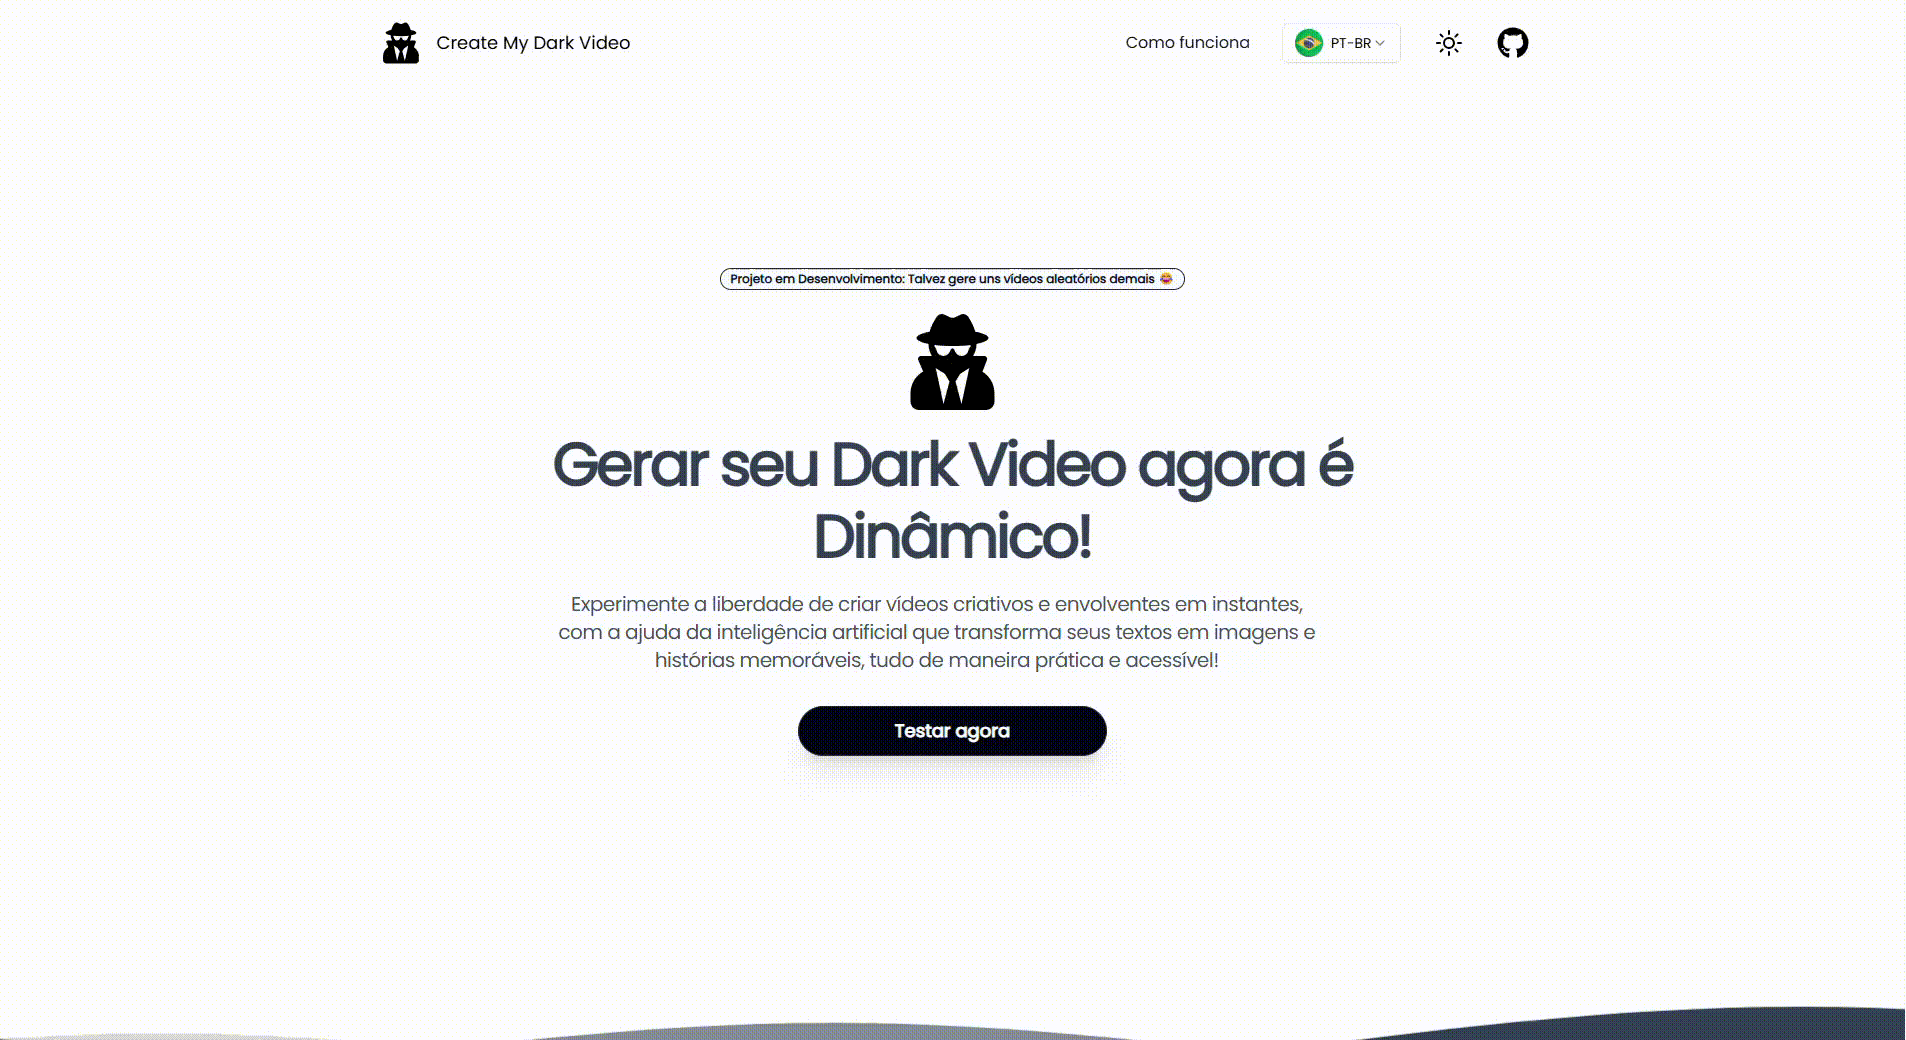 Create My Dark Video
Como funciona
PT-BR
Projeto em Desenvolvimento: Talvez gere uns vídeos aleatórios demais 😂
Gerar seu Dark Video agora é
Dinâmico!
Experimente a liberdade de criar vídeos criativos e envolventes em instantes,
com a ajuda da inteligência artificial que transforma seus textos em imagens e
histórias memoráveis, tudo de maneira prática e acessível!
Testar agora